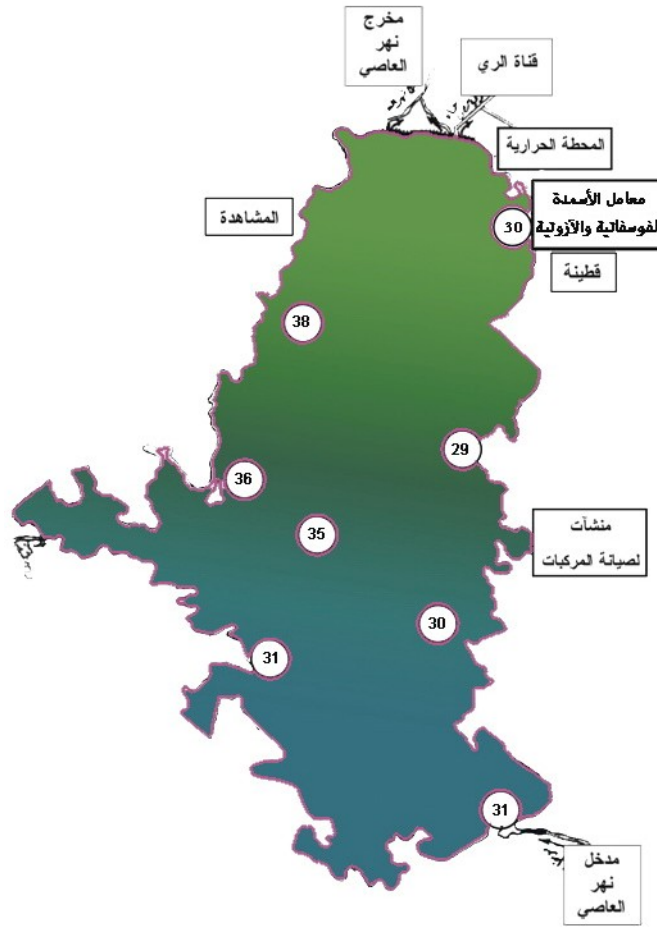 مخرج
نهر
العاصي
قناة الري
المحطة الحرارية
معامل الأسمدة
لفوسفاتية والآزوتية
30
المشاهدة
قطينة
38
29
36
35
منشآت
لصيانة المركبات
30
31
31
مدخل
نهر
العاصي